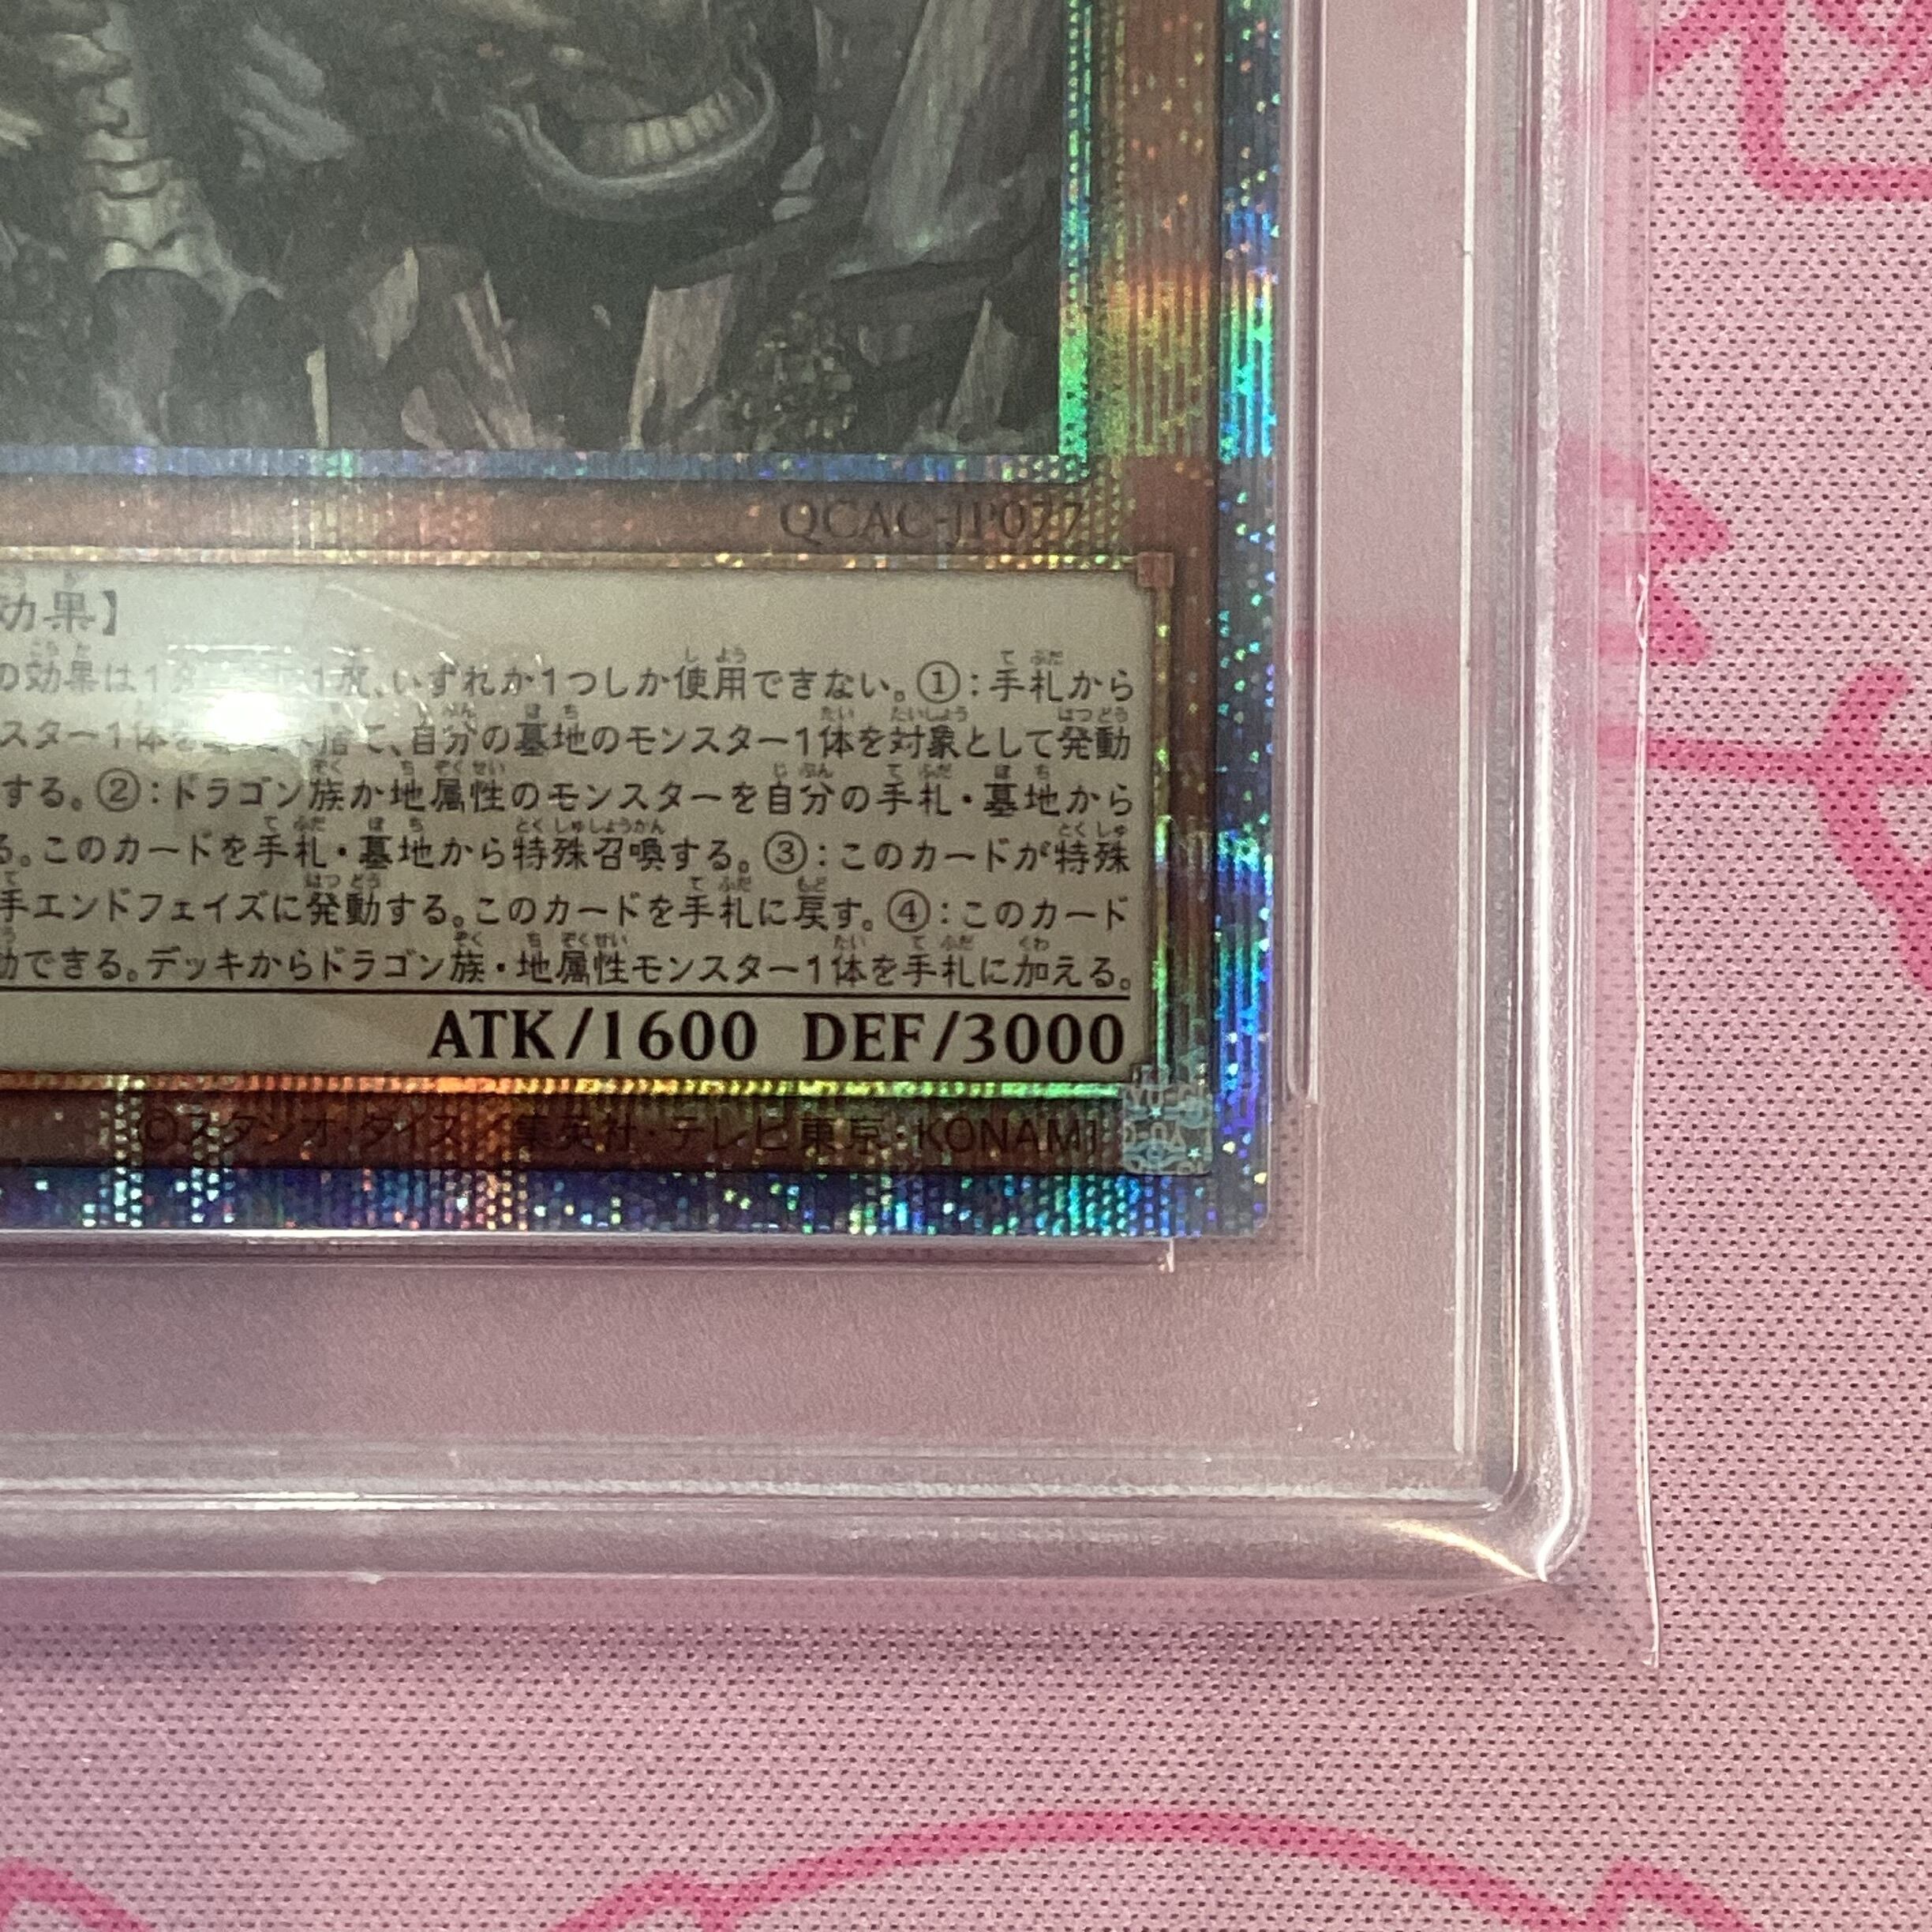 QCAC-JP077
効果】
の効果は1 1次、いずれか1つしか使用できない。①：手札から
スター1体を 捨て、自分の墓地のモンスター1体を対象として発動
する。②：ドラゴン族か地属性のモンスターを自分の手札・墓地から
る。このカードを手札・墓地から特殊召喚する。③：このカードが特殊
手エンドフェイズに発動する。このカードを手札に戻す。④：このカード
動できる。デッキからドラゴン族・地属性モンスター1体を手札に加える。
ATK/1600 DEF/3000
©スタジオ・ダイス／集英社・テレビ東京・KONAMI